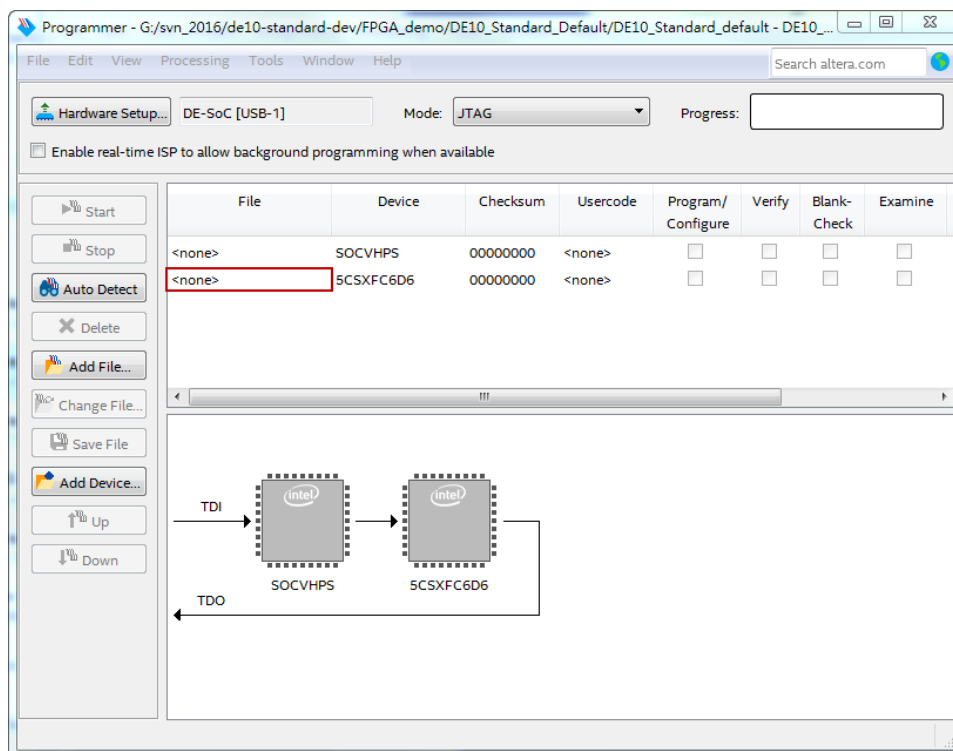 Programmer - G:/svn_2016/de10-standard-dev/FPGA_demo/DE10_Standard_Default/DE10_Standard_default - DE10_...
File Edit View Processing Tools Window Help
Search altera.com
Hardware Setup... DE-SoC [USB-1] Mode: JTAG Progress:
Enable real-time ISP to allow background programming when available
File Device Checksum Usercode Program/ Configure Verify Blank- Check Examine
<none> SOCVHPS 00000000 <none>
<none> 5CSXFC6D6 00000000 <none>
Start
Stop
Auto Detect
Delete
Add File...
Change File...
Save File
Add Device...
Up
Down
TDI
intel
intel
SOCVHPS 5CSXFC6D6
TDO